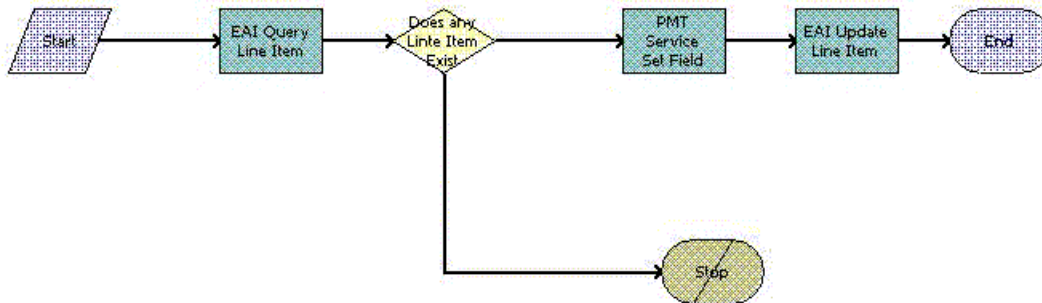 Start
EAI Query
Line Item
Does any
Linte Item
Exist
PMT
Service
Set Field
EAI Update
Line Item
End
Stop